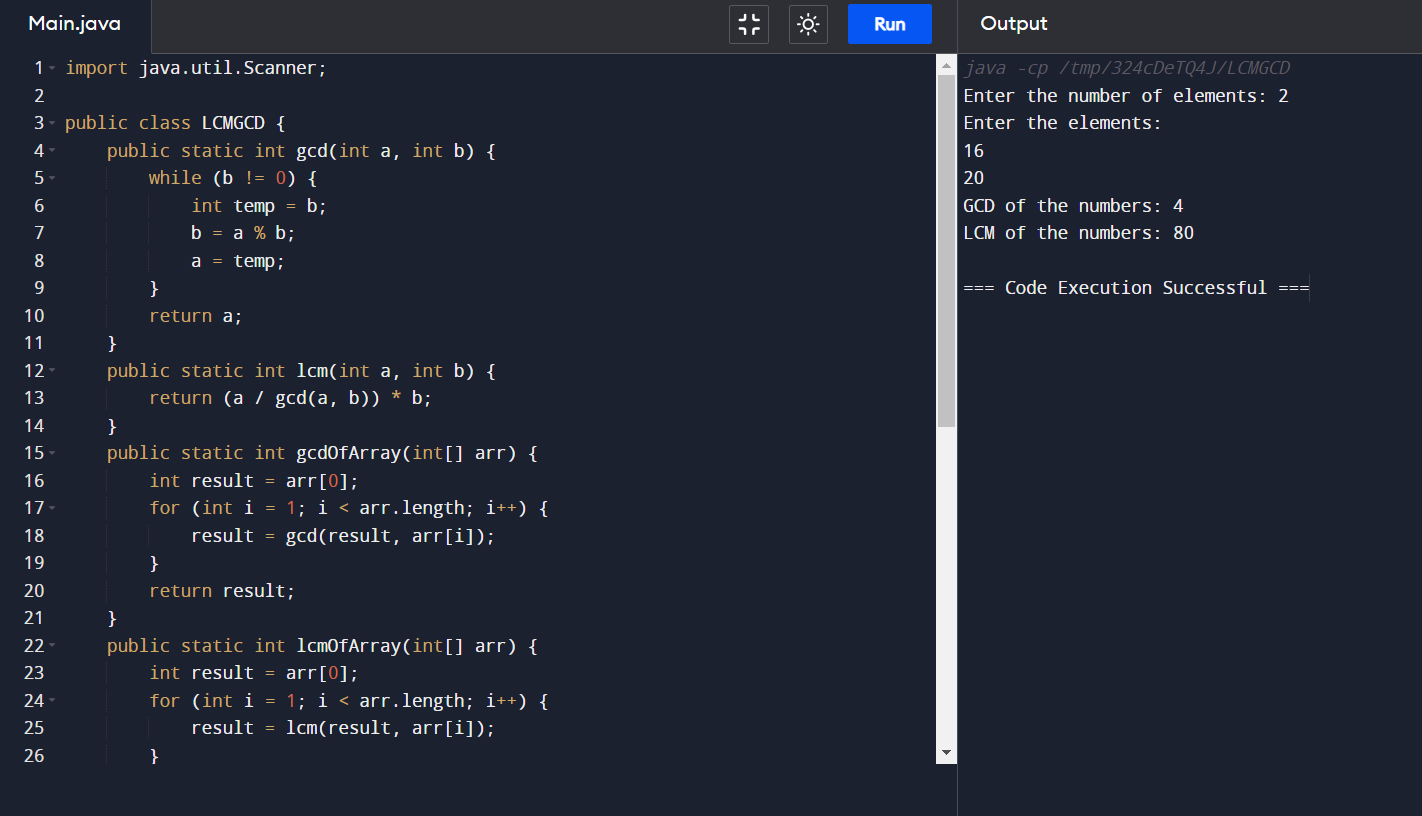 Main.java
Run
Output
1 import java.util.Scanner;
2
3 public class LCMGCD {
4     public static int gcd(int a, int b) {
5         while (b != 0) {
6             int temp = b;
7             b = a % b;
8             a = temp;
9         }
10         return a;
11     }
12     public static int lcm(int a, int b) {
13         return (a / gcd(a, b)) * b;
14     }
15     public static int gcdOfArray(int[] arr) {
16         int result = arr[0];
17         for (int i = 1; i < arr.length; i++) {
18             result = gcd(result, arr[i]);
19         }
20         return result;
21     }
22     public static int lcmOfArray(int[] arr) {
23         int result = arr[0];
24         for (int i = 1; i < arr.length; i++) {
25             result = lcm(result, arr[i]);
26         }
java -cp /tmp/324cDeTQ4J/LCMGCD
Enter the number of elements: 2
Enter the elements:
16
20
GCD of the numbers: 4
LCM of the numbers: 80
=== Code Execution Successful ===